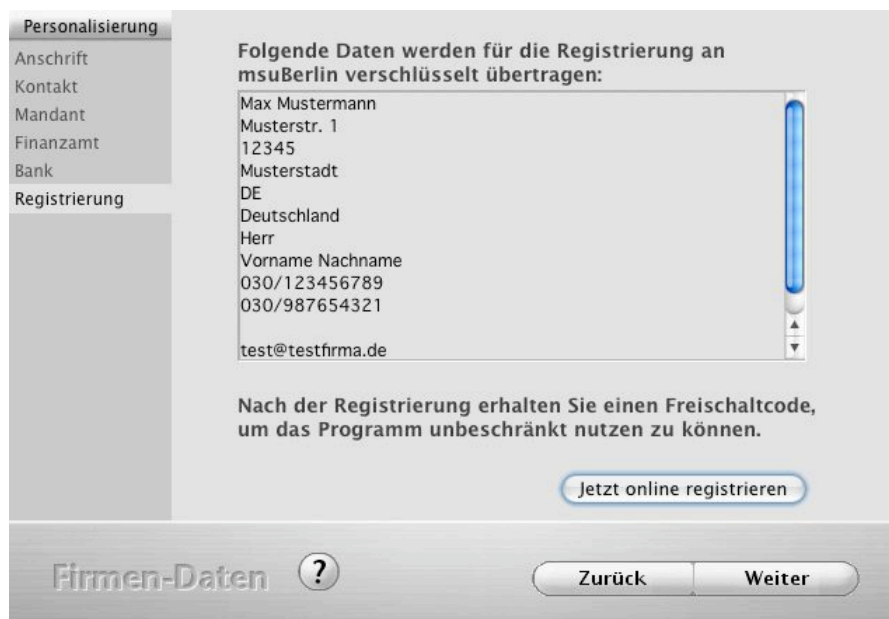 Personalisierung
Anschrift
Kontakt
Mandant
Finanzamt
Bank
Registrierung
Folgende Daten werden für die Registrierung an
msuBerlin verschlüsselt übertragen:
Max Mustermann
Musterstr. 1
12345
Musterstadt
DE
Deutschland
Herr
Vorname Nachname
030/123456789
030/987654321
test@testfirma.de
Nach der Registrierung erhalten Sie einen Freischaltcode,
um das Programm unbeschränkt nutzen zu können.
Jetzt online registrieren
Firmen-Daten ? Zurück Weiter